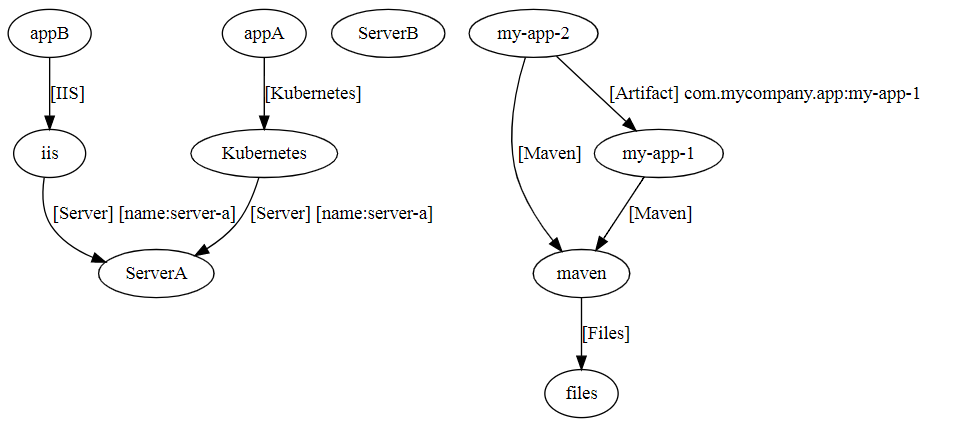 appB
appA
ServerB
my-app-2
[IIS]
[Kubernetes]
[Artifact] com.mycompany.app:my-app-1
iis
Kubernetes
[Maven]
my-app-1
[Server] [name:server-a]
[Server] [name:server-a]
[Maven]
ServerA
maven
[Files]
files